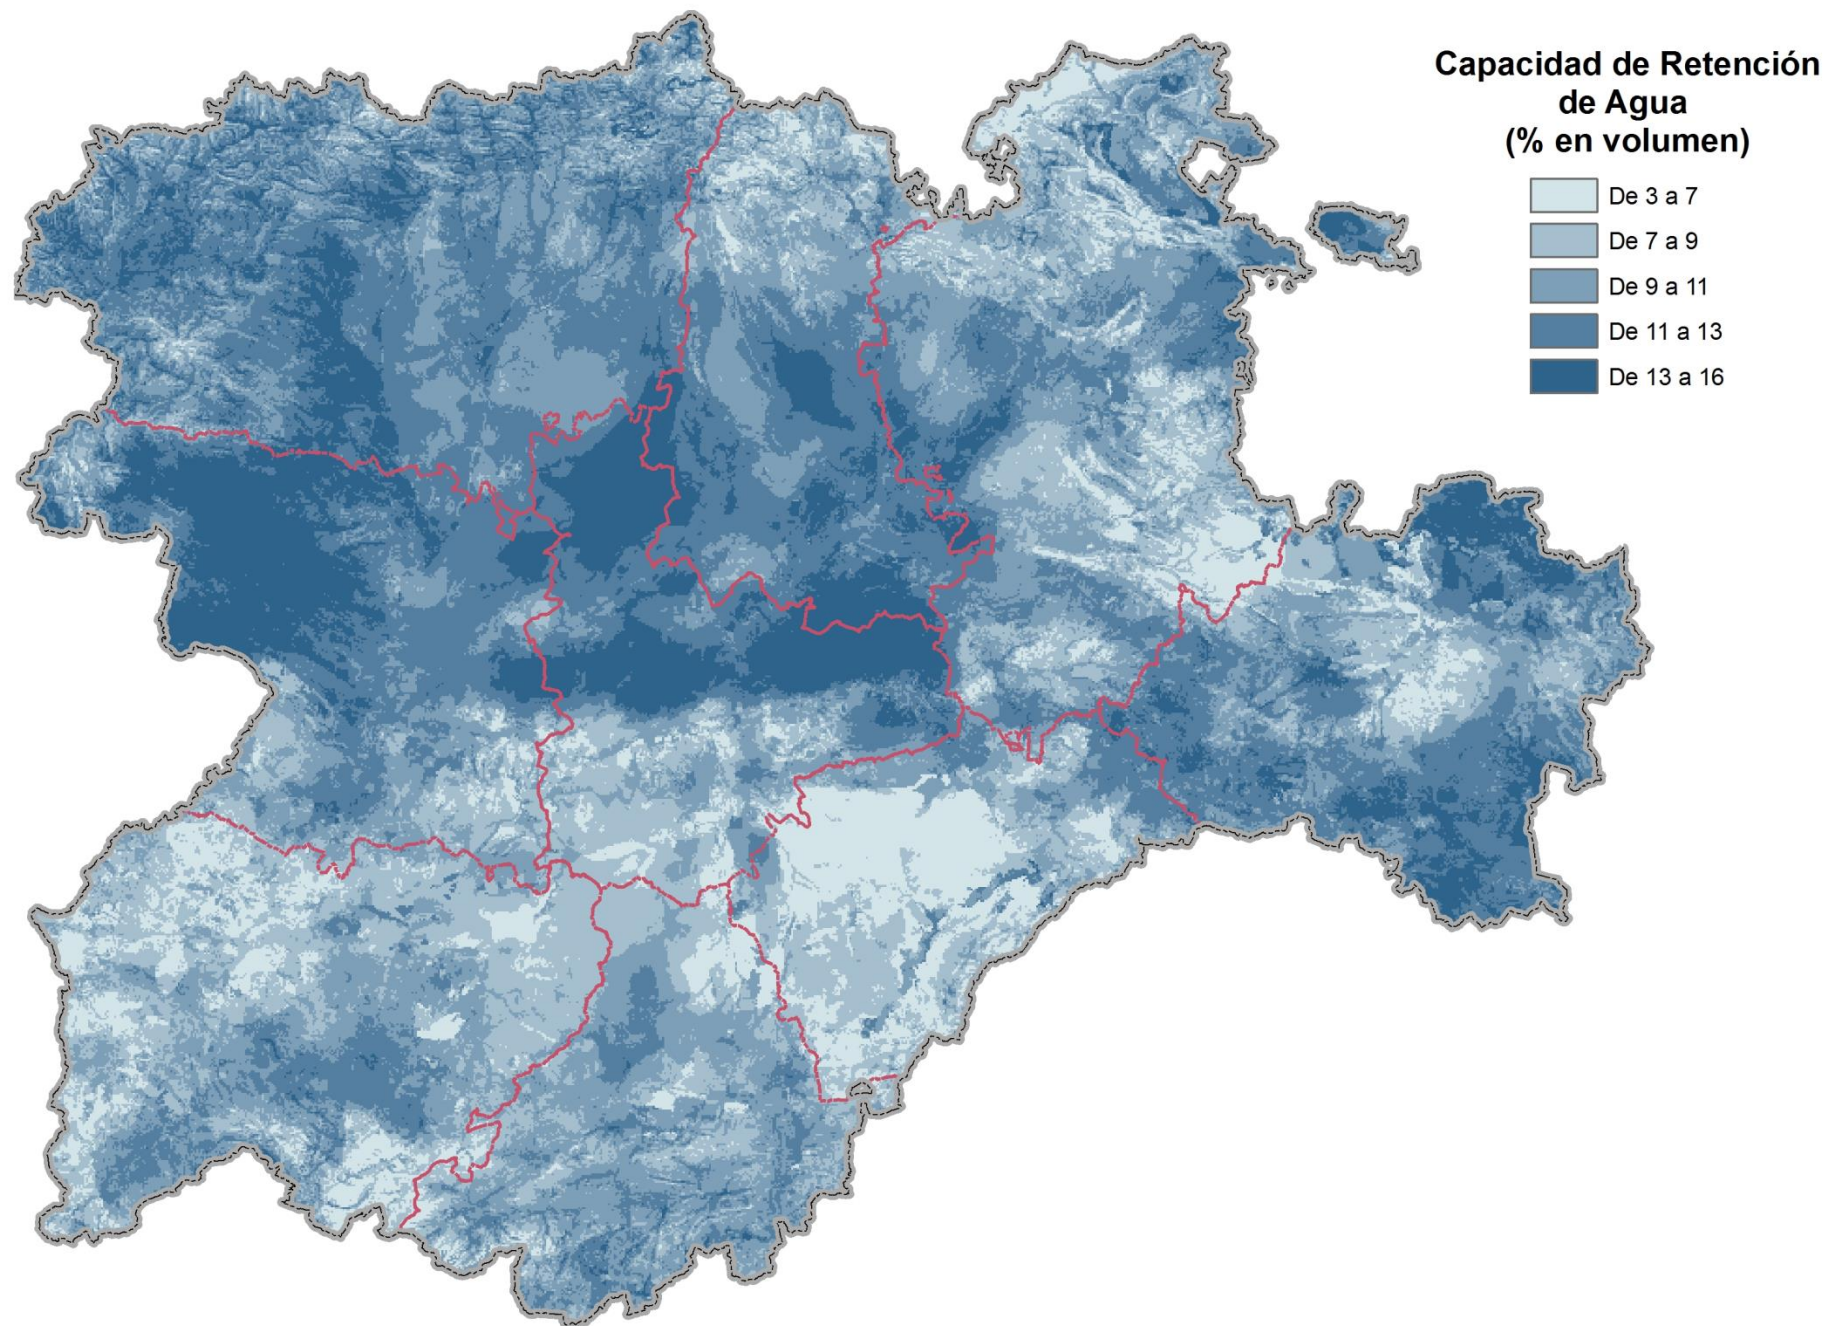 Capacidad de Retención
de Agua
(% en volumen)
De 3 a 7
De 7 a 9
De 9 a 11
De 11 a 13
De 13 a 16